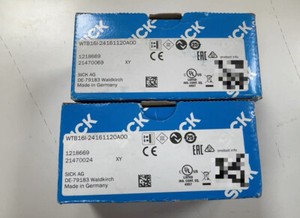 SICK
WTB16I-24161120A00
1218669
21470069 XY
SICK AG
DE-79183 Waldkirch
Made in Germany
SICK
WTB16I-24161120A00
1218669
21470024 XY
SICK AG
DE-79183 Waldkirch
Made in Germany